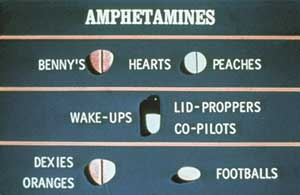 AMPHETAMINES
BENNY'S HEARTS PEACHES
WAKE-UPS LID-PROPPERS
CO-PILOTS
DEXIES
ORANGES FOOTBALLS